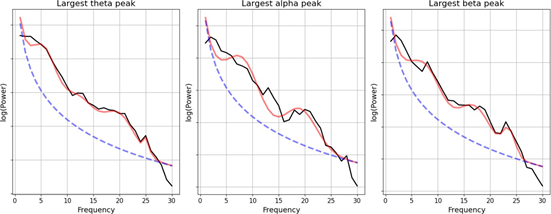 Largest theta peak
log(Power)
0 5 10 15 20 25 30
Frequency
Largest alpha peak
log(Power)
0 5 10 15 20 25 30
Frequency
Largest beta peak
log(Power)
0 5 10 15 20 25 30
Frequency